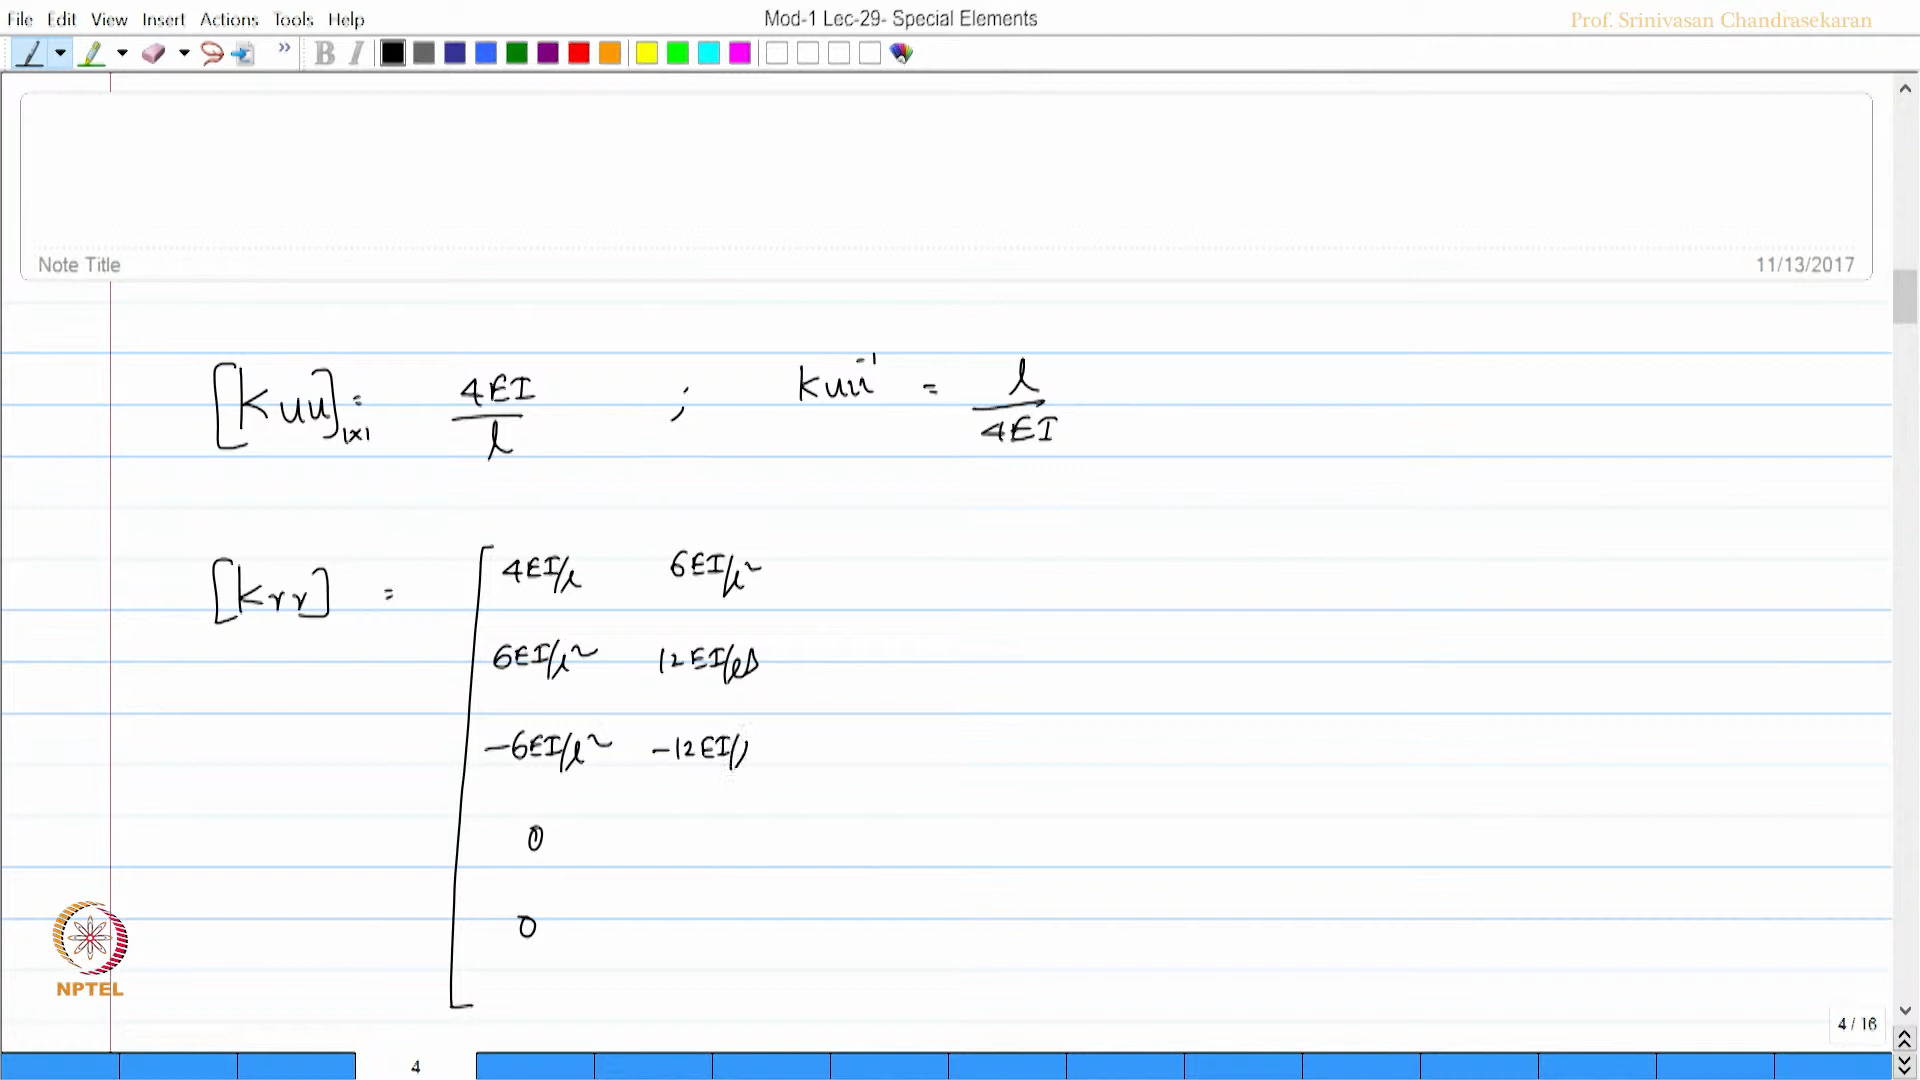 File Edit View Insert Actions Tools Help
Mod-1 Lec-29- Special Elements
Prof. Srinivasan Chandrasekaran
B I
Note Title
11/13/2017
[Kuu]1x1 = 4EI/l ; Kuu⁻¹ = l/4EI
[Krr] = [
4EI/l 6EI/l²
6EI/l² 12EI/l³
-6EI/l² -12EI/l
0
0
NPTEL
4 / 16
4